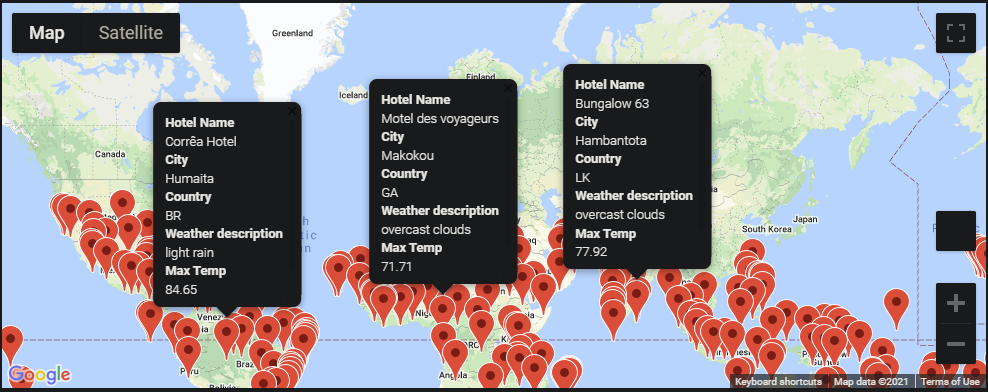 Map
Satellite
Greenland
Iceland
Finland
Canada
Hotel Name
Corrêa Hotel
City
Humaita
Country
BR
Weather description
light rain
Max Temp
84.65
Hotel Name
Motel des voyageurs
City
Makokou
Country
GA
Weather description
overcast clouds
Max Temp
71.71
Hotel Name
Bungalow 63
City
Hambantota
Country
LK
Weather description
overcast clouds
Max Temp
77.92
Japan
South Korea
Google
Keyboard shortcuts
Map data ©2021
Terms of Use